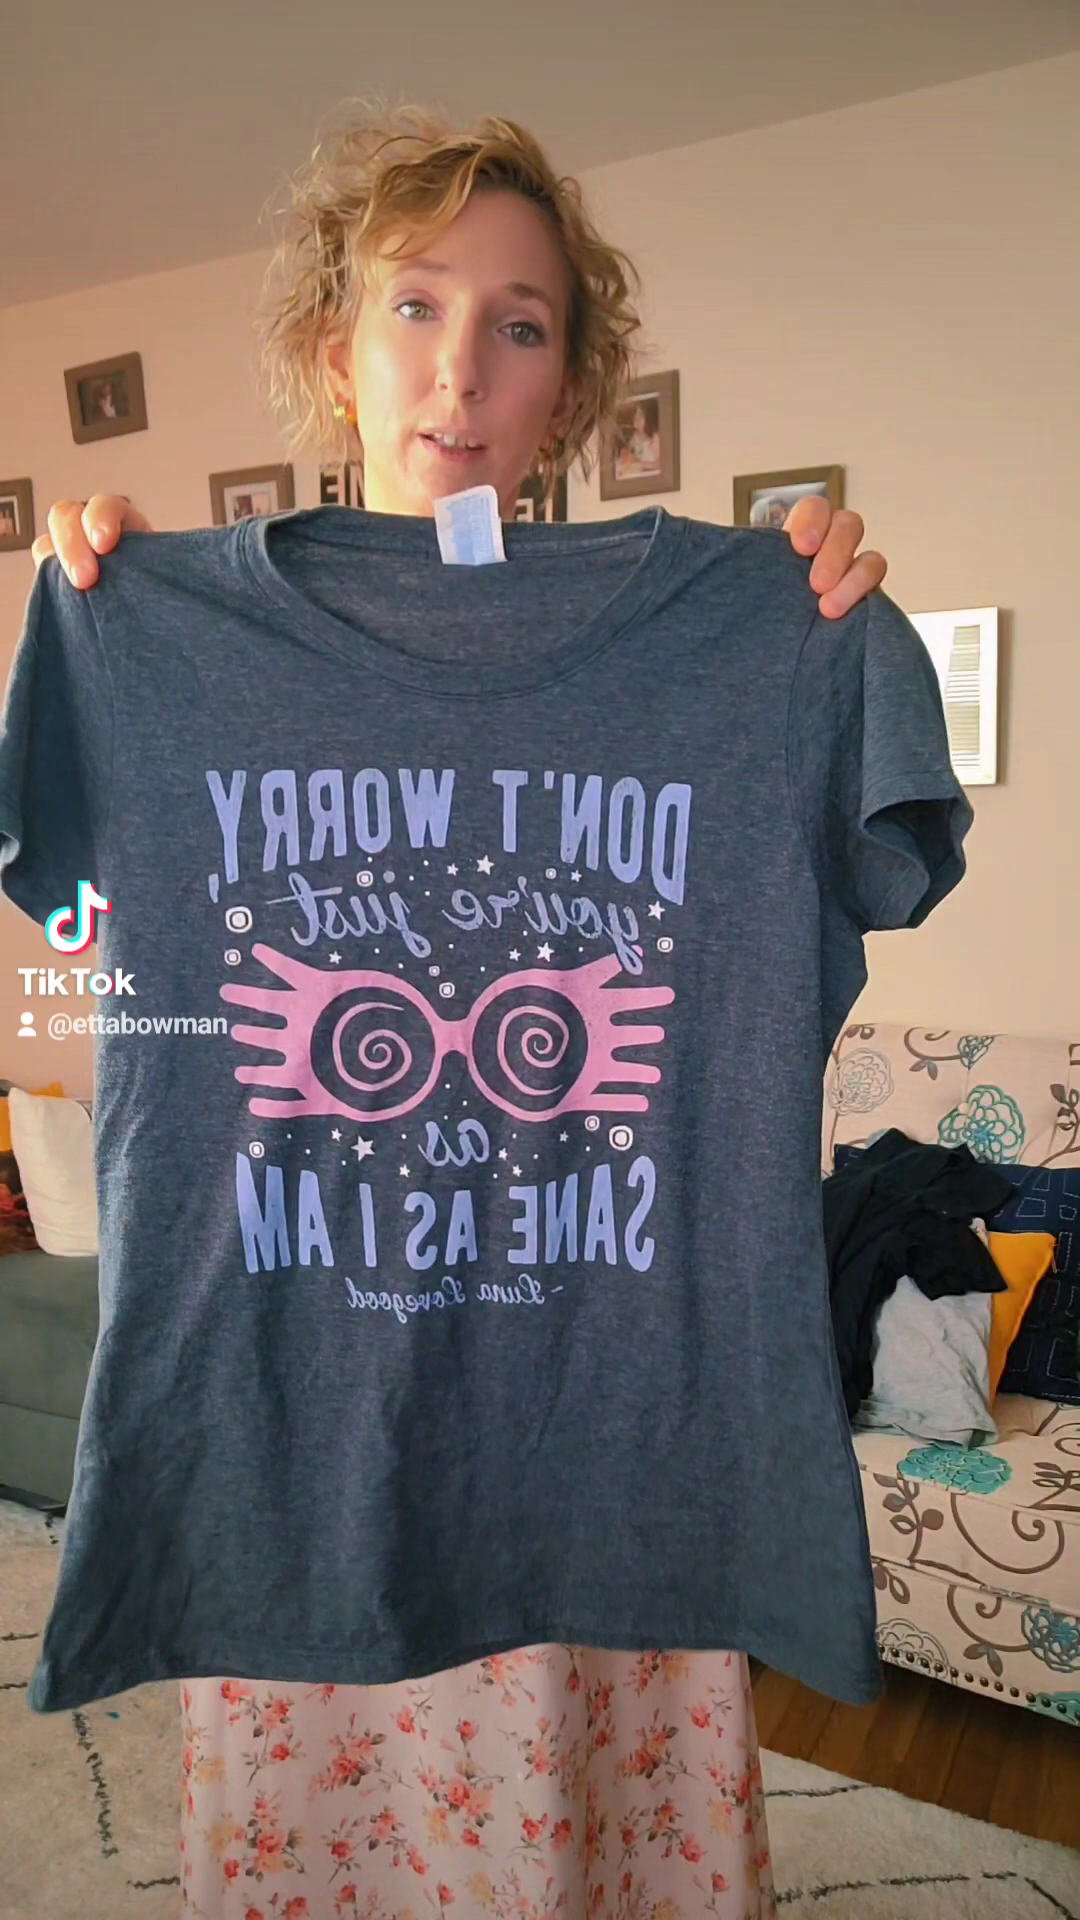 DON'T WORRY,
you're just
as
SANE AS I AM
~Luna Lovegood
TikTok
@ettabowman